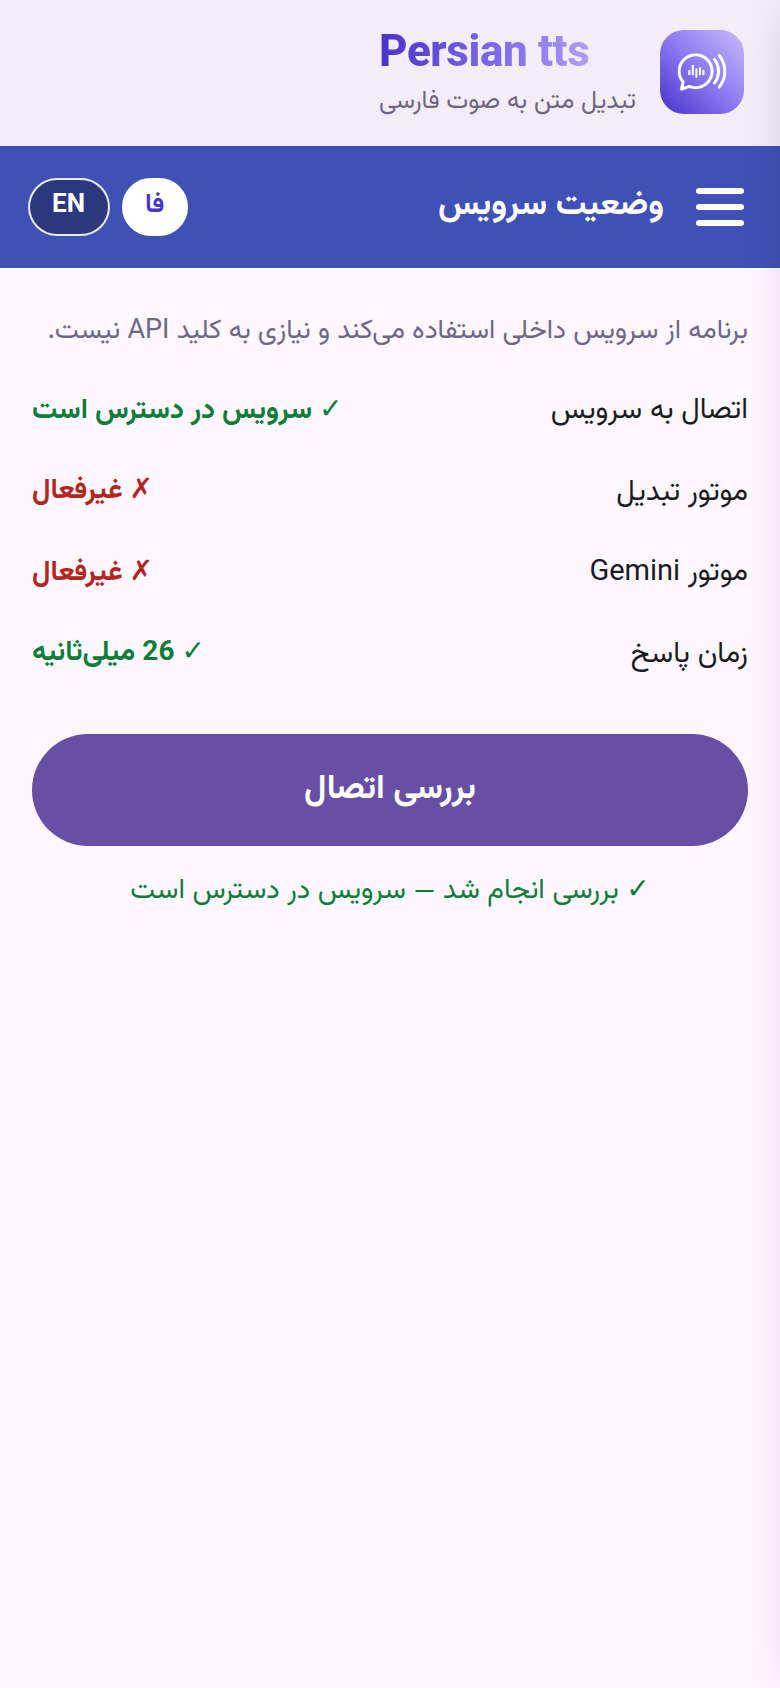 Persian tts
تبدیل متن به صوت فارسی
وضعیت سرویس
فا
EN
برنامه از سرویس داخلی استفاده می‌کند و نیازی به کلید API نیست.
اتصال به سرویس
✓ سرویس در دسترس است
موتور تبدیل
✗ غیرفعال
موتور Gemini
✗ غیرفعال
زمان پاسخ
✓ 26 میلی‌ثانیه
بررسی اتصال
✓ بررسی انجام شد — سرویس در دسترس است